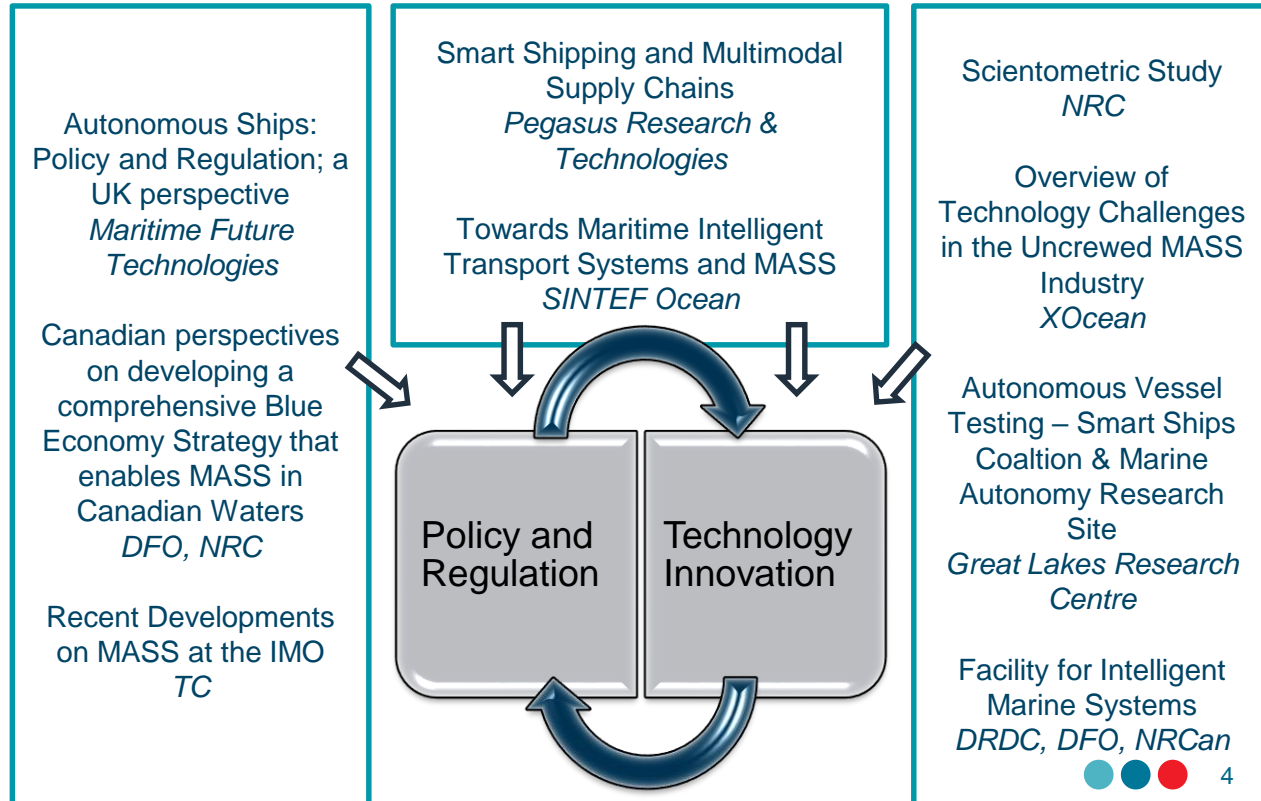 Autonomous Ships:
Policy and Regulation; a
UK perspective
Maritime Future
Technologies
Canadian perspectives
on developing a
comprehensive Blue
Economy Strategy that
enables MASS in
Canadian Waters
DFO, NRC
Recent Developments
on MASS at the IMO
TC
Smart Shipping and Multimodal
Supply Chains
Pegasus Research &
Technologies
Towards Maritime Intelligent
Transport Systems and MASS
SINTEF Ocean
Scientometric Study
NRC
Overview of
Technology Challenges
in the Uncrewed MASS
Industry
XOcean
Autonomous Vessel
Testing – Smart Ships
Coaltion & Marine
Autonomy Research
Site
Great Lakes Research
Centre
Facility for Intelligent
Marine Systems
DRDC, DFO, NRCan
Policy and
Regulation
Technology
Innovation
4